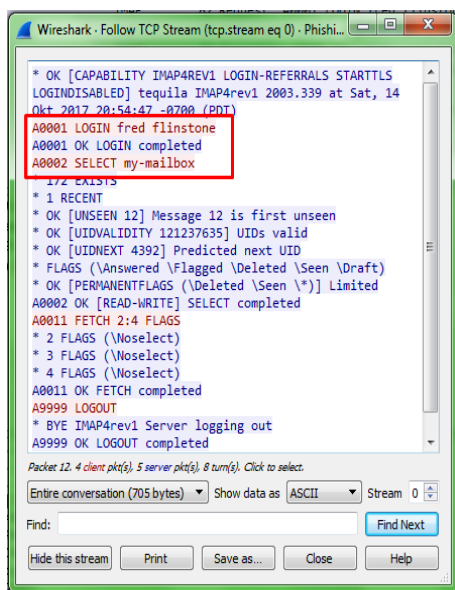 Wireshark · Follow TCP Stream (tcp.stream eq 0) · Phishi...
* OK [CAPABILITY IMAP4REV1 LOGIN-REFERRALS STARTTLS
LOGINDISABLED] tequila IMAP4rev1 2003.339 at Sat, 14
Okt 2017 20:54:47 -0700 (PDT)
A0001 LOGIN fred flinstone
A0001 OK LOGIN completed
A0002 SELECT my-mailbox
* 172 EXISTS
* 1 RECENT
* OK [UNSEEN 12] Message 12 is first unseen
* OK [UIDVALIDITY 121237635] UIDs valid
* OK [UIDNEXT 4392] Predicted next UID
* FLAGS (\Answered \Flagged \Deleted \Seen \Draft)
* OK [PERMANENTFLAGS (\Deleted \Seen \*)] Limited
A0002 OK [READ-WRITE] SELECT completed
A0011 FETCH 2:4 FLAGS
* 2 FLAGS (\Noselect)
* 3 FLAGS (\Noselect)
* 4 FLAGS (\Noselect)
A0011 OK FETCH completed
A9999 LOGOUT
* BYE IMAP4rev1 Server logging out
A9999 OK LOGOUT completed
Packet 12. 4 client pkt(s), 5 server pkt(s), 8 turn(s). Click to select.
Entire conversation (705 bytes) Show data as ASCII Stream 0
Find: Find Next
Hide this stream Print Save as... Close Help